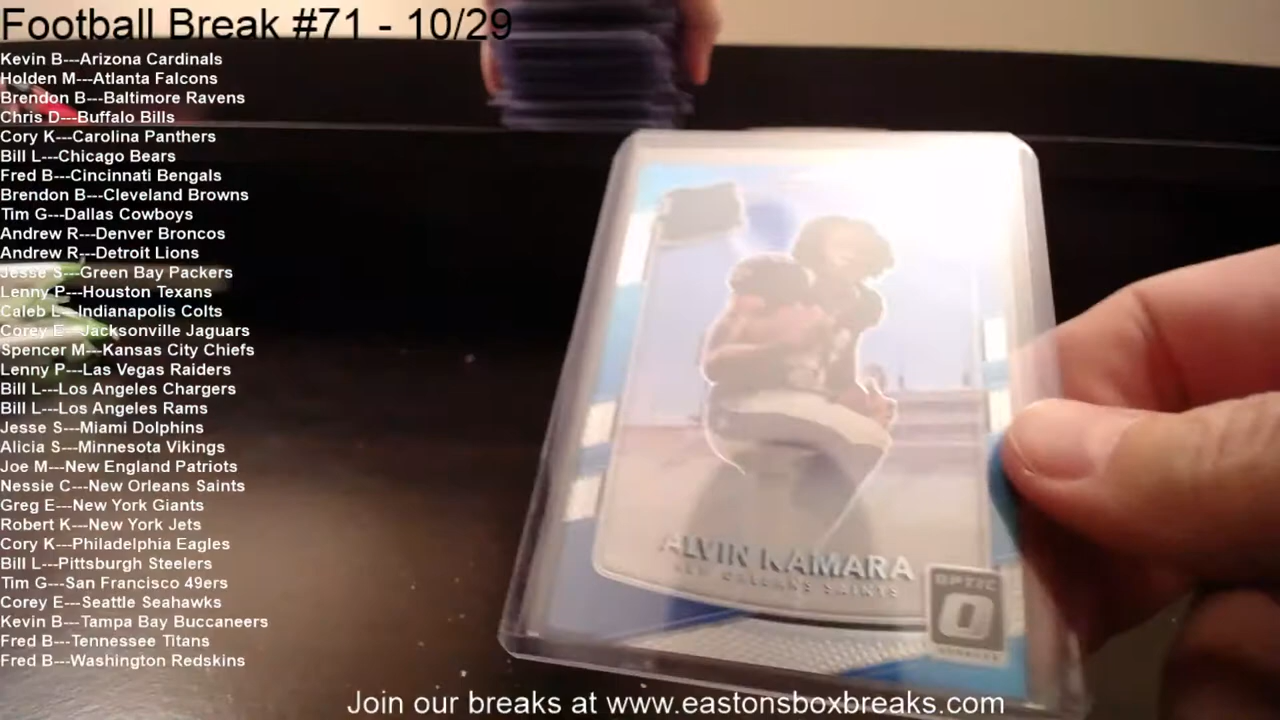 Football Break #71 - 10/29
Kevin B---Arizona Cardinals
Holden M---Atlanta Falcons
Brendon B---Baltimore Ravens
Chris D---Buffalo Bills
Cory K---Carolina Panthers
Bill L---Chicago Bears
Fred B---Cincinnati Bengals
Brendon B---Cleveland Browns
Tim G---Dallas Cowboys
Andrew R---Denver Broncos
Andrew R---Detroit Lions
Jesse S---Green Bay Packers
Lenny P---Houston Texans
Caleb L---Indianapolis Colts
Corey E---Jacksonville Jaguars
Spencer M---Kansas City Chiefs
Lenny P---Las Vegas Raiders
Bill L---Los Angeles Chargers
Bill L---Los Angeles Rams
Jesse S---Miami Dolphins
Alicia S---Minnesota Vikings
Joe M---New England Patriots
Nessie C---New Orleans Saints
Greg E---New York Giants
Robert K---New York Jets
Cory K---Philadelphia Eagles
Bill L---Pittsburgh Steelers
Tim G---San Francisco 49ers
Corey E---Seattle Seahawks
Kevin B---Tampa Bay Buccaneers
Fred B---Tennessee Titans
Fred B---Washington Redskins
ALVIN KAMARA
NEW ORLEANS SAINTS
OPTIC
O
Join our breaks at www.eastonsboxbreaks.com